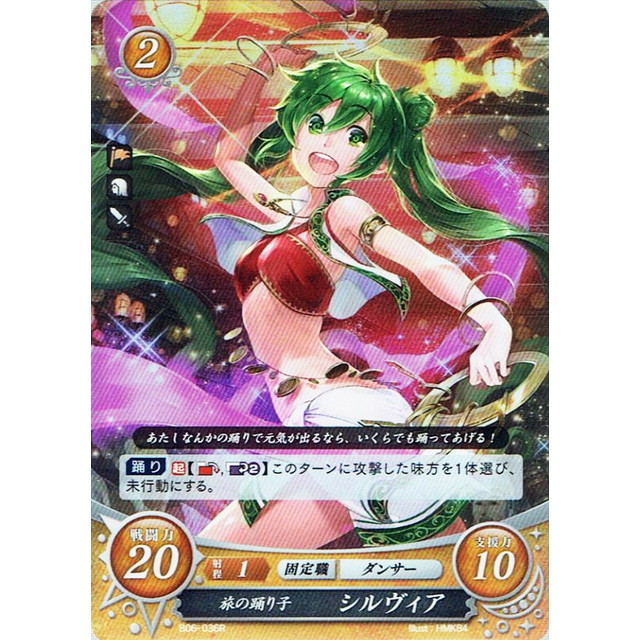 2
あたしなんかの踊りで元気が出るなら、いくらでも踊ってあげる!
踊り 起【 , 2】このターンに攻撃した味方を1体選び、
未行動にする。
戦闘力
20
射程 1
固定職
ダンサー
支援力
10
旅の踊り子 シルヴィア
B06-036R
Illust : HMK84